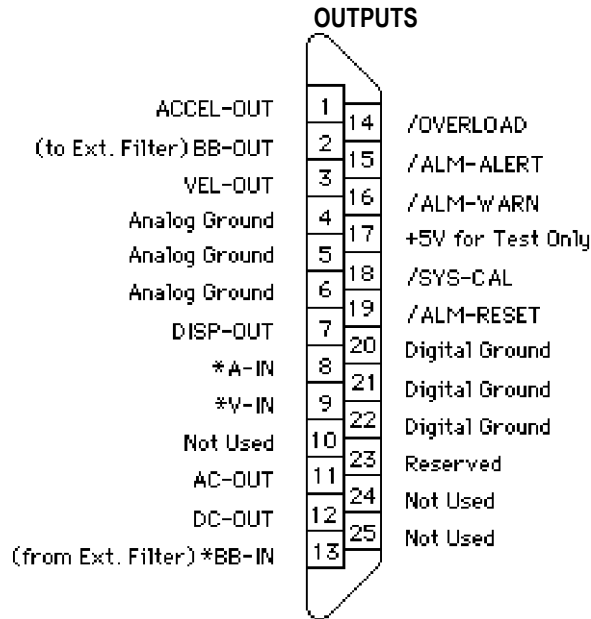 OUTPUTS
ACCEL-OUT 1
14 /OVERLOAD
(to Ext. Filter) BB-OUT 2
15 /ALM-ALERT
VEL-OUT 3
16 /ALM-WARN
Analog Ground 4
17 +5V for Test Only
Analog Ground 5
18 /SYS-CAL
Analog Ground 6
19 /ALM-RESET
DISP-OUT 7
20 Digital Ground
*A-IN 8
21 Digital Ground
*V-IN 9
22 Digital Ground
Not Used 10
23 Reserved
AC-OUT 11
24 Not Used
DC-OUT 12
25 Not Used
(from Ext. Filter) *BB-IN 13